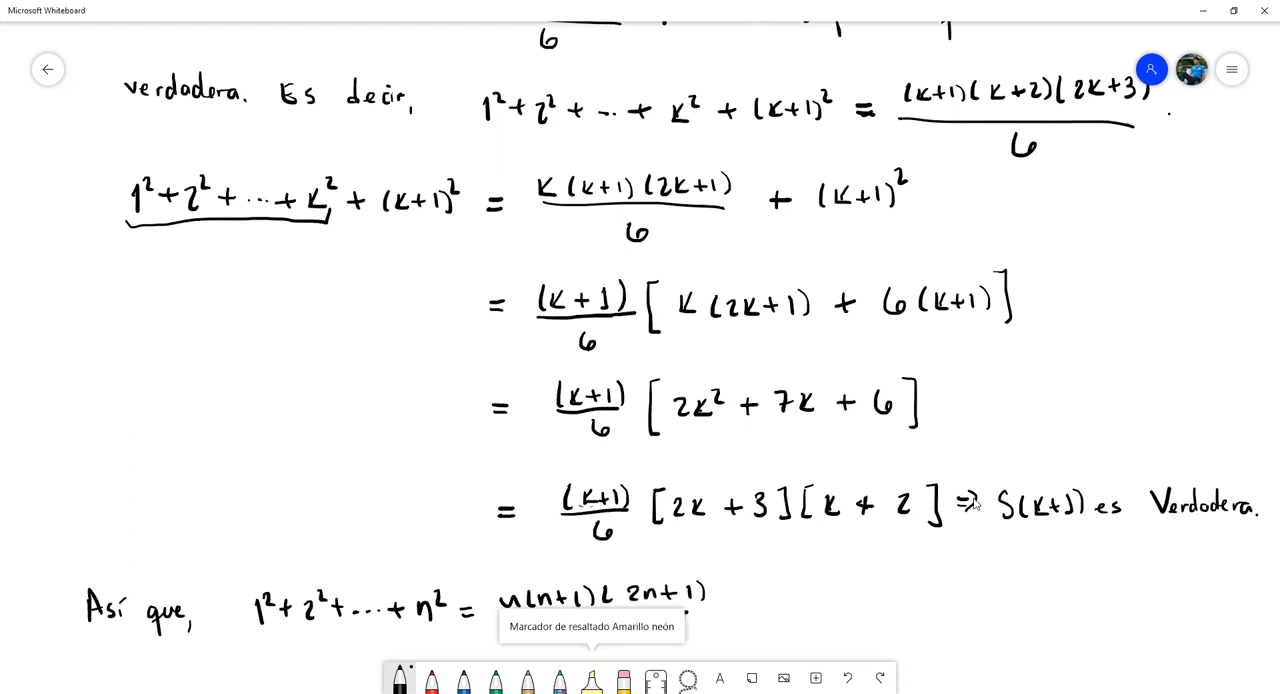 Microsoft Whiteboard
6
verdadera. Es decir, 1² + 2² + ... + k² + (k+1)² = (k+1)(k+2)(2k+3) / 6 .
1² + 2² + ... + k² + (k+1)² = k(k+1)(2k+1) / 6 + (k+1)²
= (k+1) / 6 [ k(2k+1) + 6(k+1) ]
= (k+1) / 6 [ 2k² + 7k + 6 ]
= (k+1) / 6 [2k + 3][k + 2] => S(k+1) es Verdadera.
Así que, 1² + 2² + ... + n² = n(n+1)(2n+1)
Marcador de resaltado Amarillo neón
A